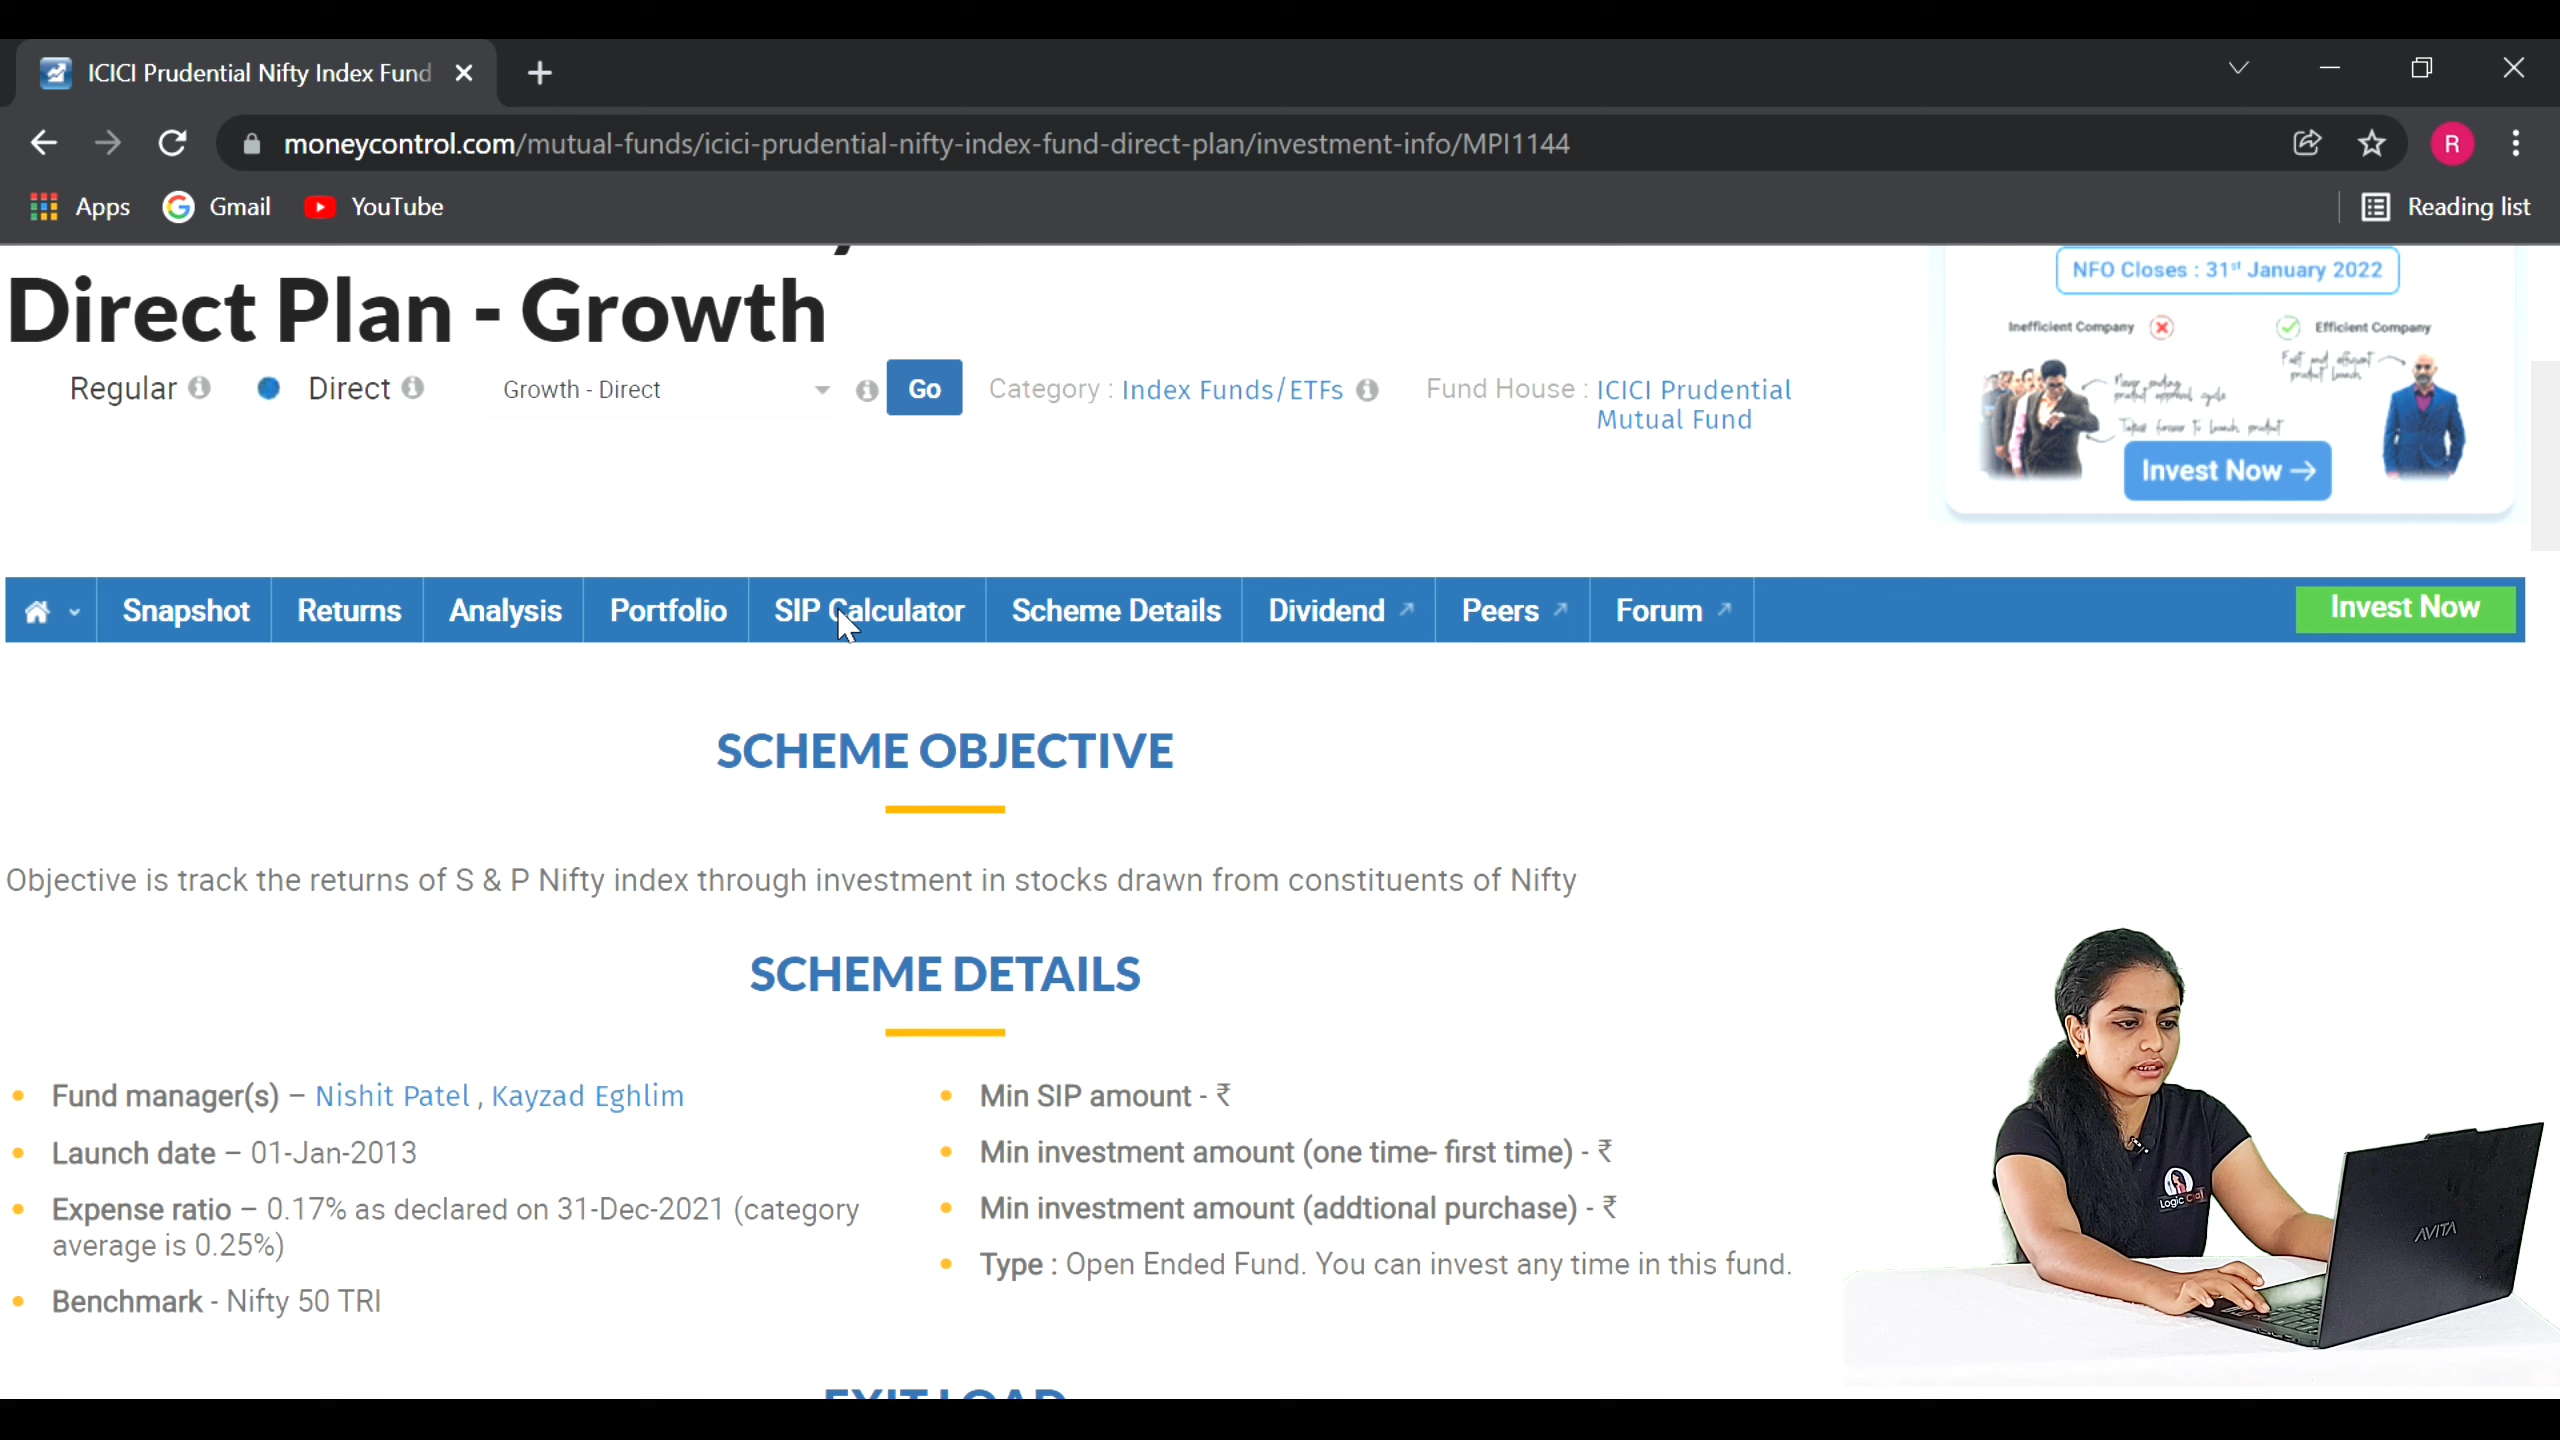 ICICI Prudential Nifty Index Fund
moneycontrol.com/mutual-funds/icici-prudential-nifty-index-fund-direct-plan/investment-info/MPI1144
R
Apps Gmail YouTube Reading list
Direct Plan - Growth
Regular Direct Growth - Direct Go Category : Index Funds/ETFs Fund House : ICICI Prudential
Mutual Fund
NFO Closes : 31st January 2022
Inefficient Company Efficient Company
Invest Now →
Snapshot Returns Analysis Portfolio SIP Calculator Scheme Details Dividend Peers Forum Invest Now
SCHEME OBJECTIVE
Objective is track the returns of S & P Nifty index through investment in stocks drawn from constituents of Nifty
SCHEME DETAILS
Fund manager(s) – Nishit Patel , Kayzad Eghlim
Launch date – 01-Jan-2013
Expense ratio – 0.17% as declared on 31-Dec-2021 (category
average is 0.25%)
Benchmark - Nifty 50 TRI
Min SIP amount - ₹
Min investment amount (one time- first time) - ₹
Min investment amount (addtional purchase) - ₹
Type : Open Ended Fund. You can invest any time in this fund.
EXIT LOAD
Logic
AVITA